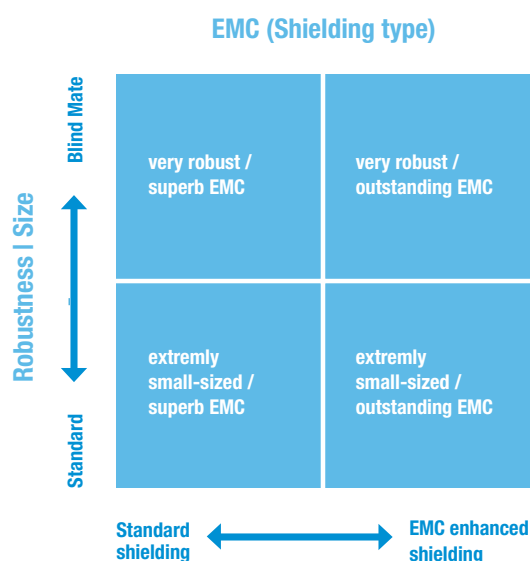 EMC (Shielding type)
Blind Mate
Robustness | Size
Standard
very robust /
superb EMC
very robust /
outstanding EMC
extremly
small-sized /
superb EMC
extremly
small-sized /
outstanding EMC
Standard
shielding
EMC enhanced
shielding